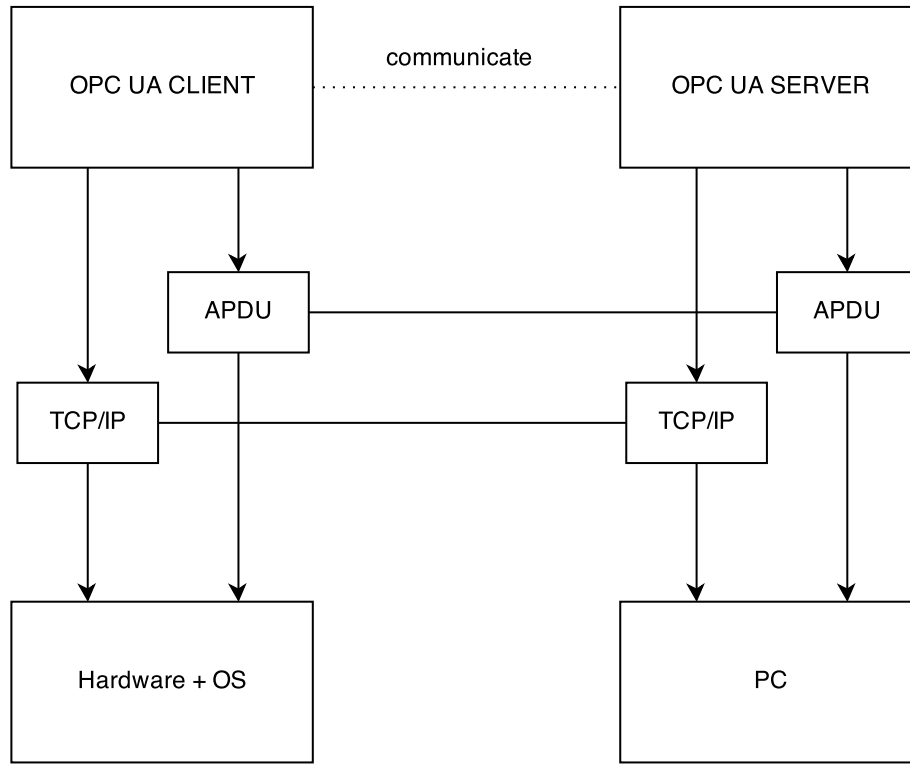 communicate
OPC UA CLIENT
OPC UA SERVER
APDU
APDU
TCP/IP
TCP/IP
Hardware + OS
PC